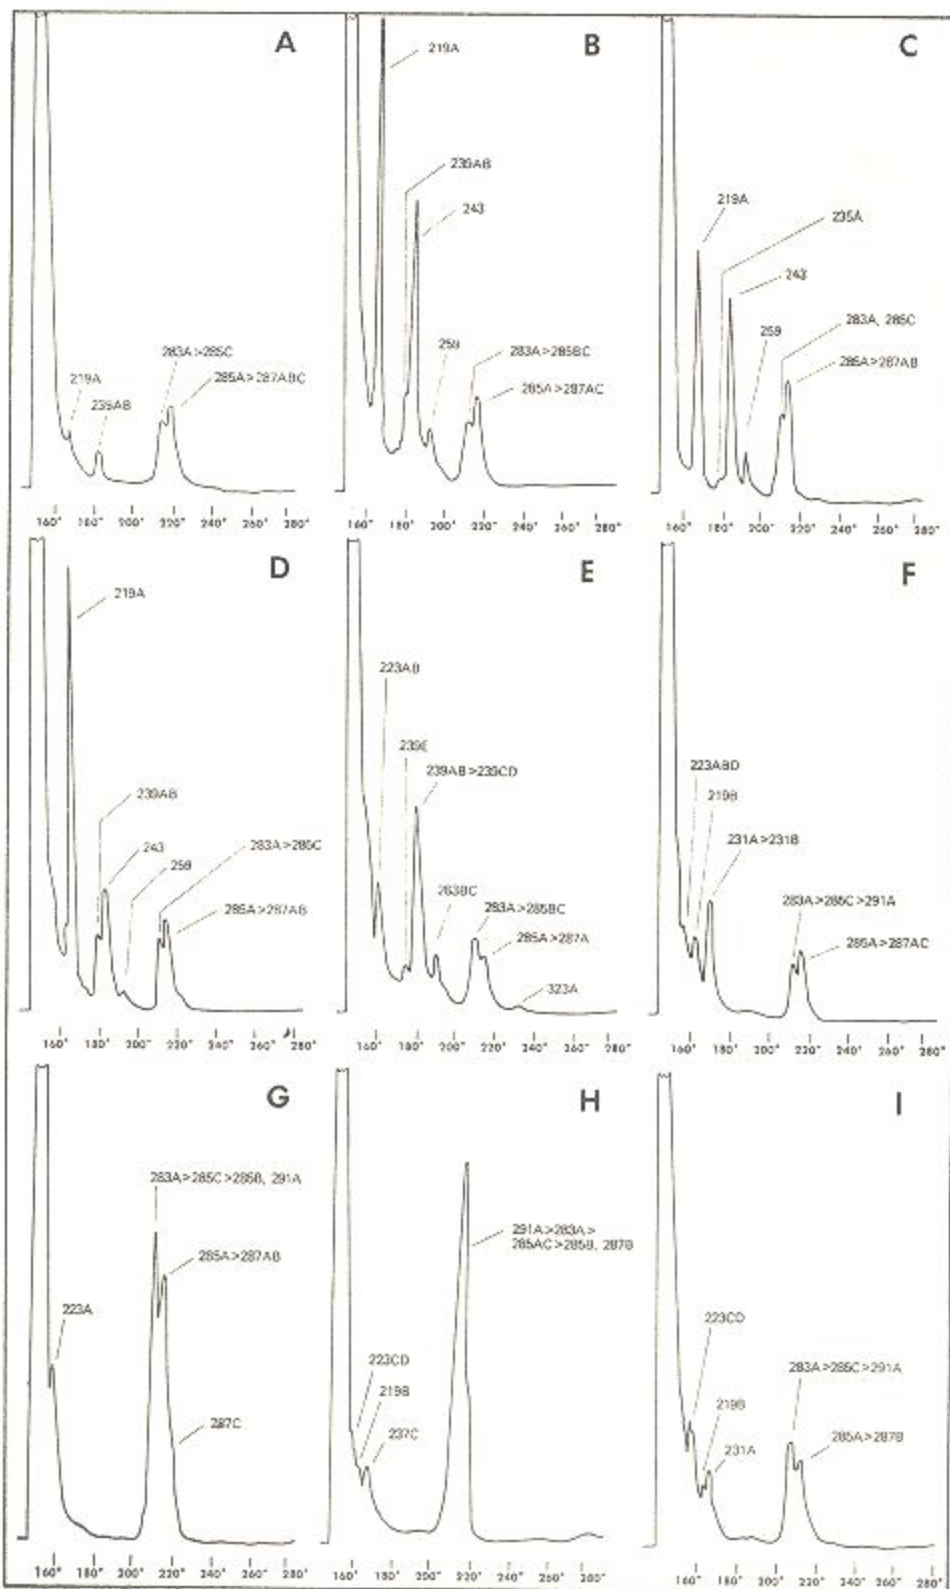 A
219A
239AB
283A>285C
285A>287ABC
160° 180° 200° 220° 240° 260° 280°
B
219A
239AB
243
259
283A>285BC
285A>287AC
160° 180° 200° 220° 240° 260° 280°
C
219A
235A
243
259
283A, 285C
285A>287AB
160° 180° 200° 220° 240° 260° 280°
D
219A
239AB
243
259
283A>285C
285A>287AB
160° 180° 200° 220° 240° 260° 280°
E
223AB
239E
239AB>239CD
263BC
283A>285BC
285A>287A
323A
160° 180° 200° 220° 240° 260° 280°
F
223ABD
219B
231A>231B
283A>285C>291A
285A>287AC
160° 180° 200° 220° 240° 260° 280°
G
283A>285C>285B, 291A
285A>287AB
223A
287C
160° 180° 200° 220° 240° 260° 280°
H
291A>283A>
285AC>285B, 287B
223CD
219B
237C
160° 180° 200° 220° 240° 260° 280°
I
223CD
283A>285C>291A
219B
285A>287B
231A
160° 180° 200° 220° 240° 260° 280°